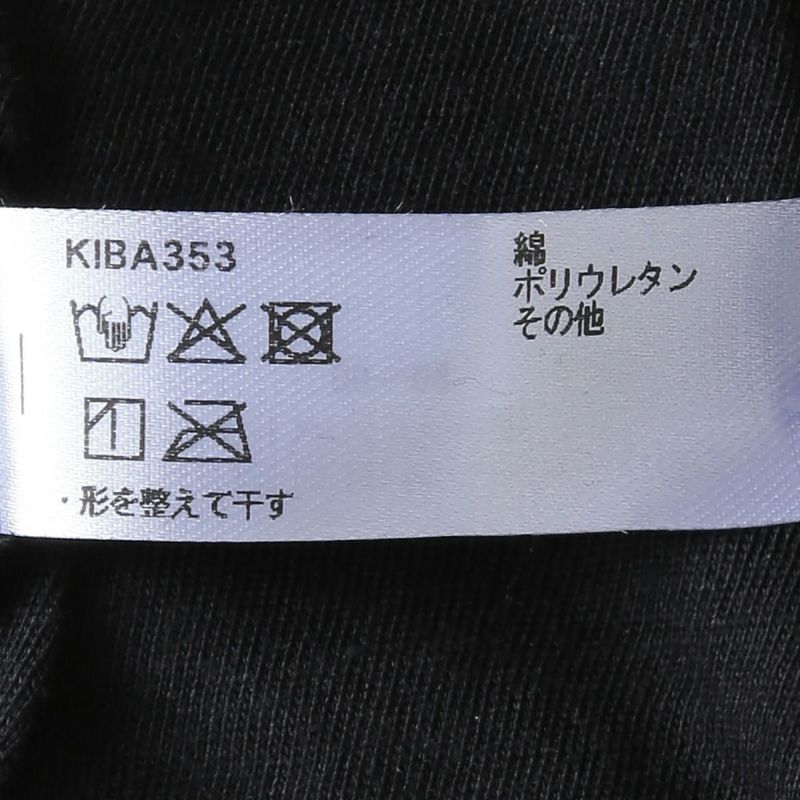 KIBA353
・形を整えて干す
綿
ポリウレタン
その他